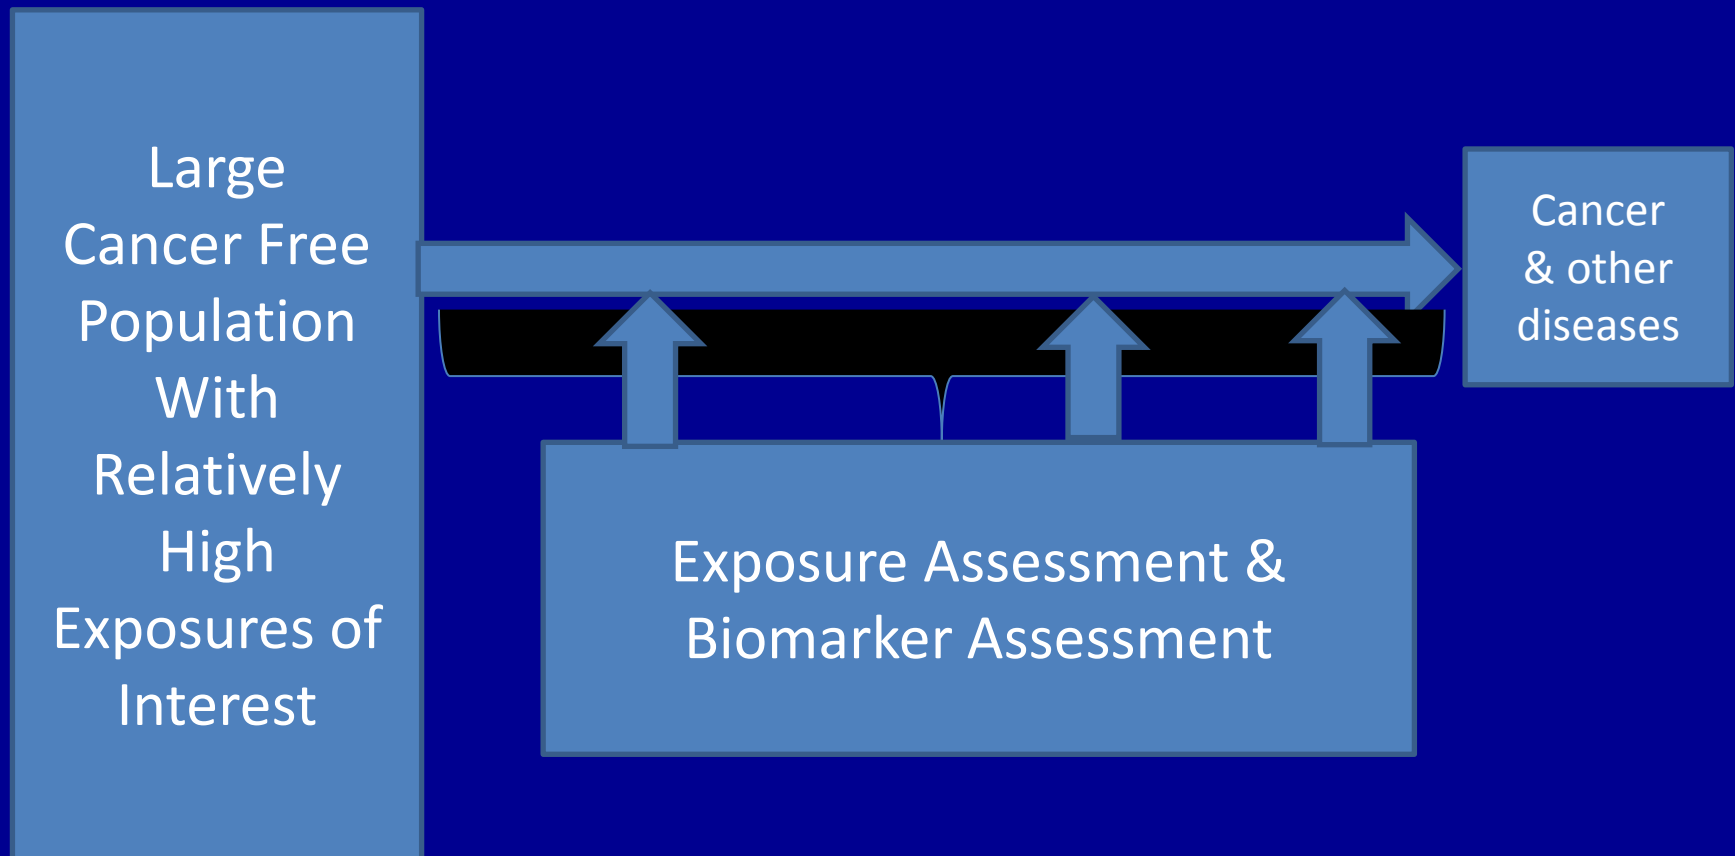 Large
Cancer Free
Population
With
Relatively
High
Exposures of
Interest
Cancer
& other
diseases
Exposure Assessment &
Biomarker Assessment